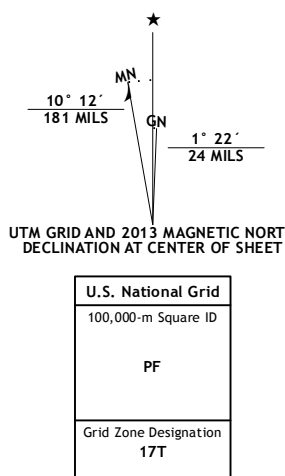 ★
MN
GN
10° 12´
181 MILS
1° 22´
24 MILS
UTM GRID AND 2013 MAGNETIC NORT
DECLINATION AT CENTER OF SHEET
U.S. National Grid
100,000-m Square ID
PF
Grid Zone Designation
17T